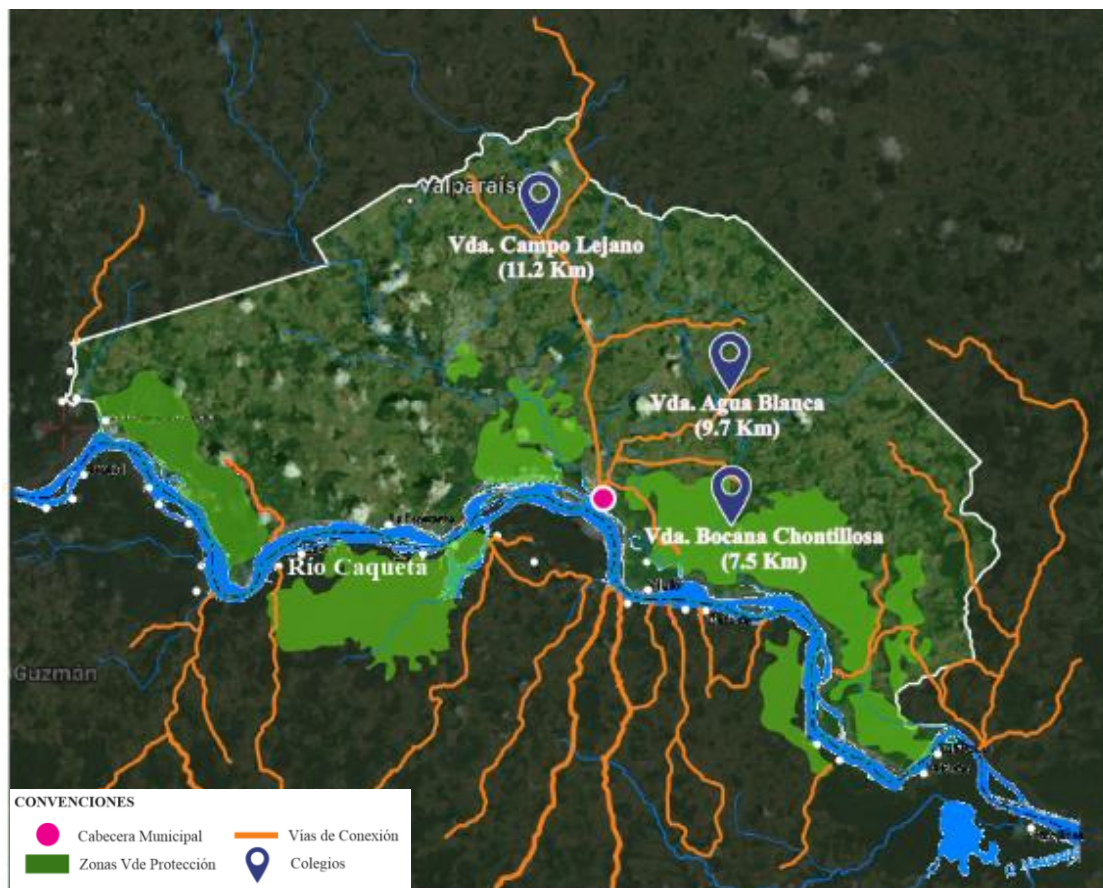 Valparaíso
Vda. Campo Lejano
(11.2 Km)
Vda. Agua Blanca
(9.7 Km)
Vda. Bocana Chontillosa
(7.5 Km)
Río Caquetá
Guzmán
CONVENCIONES
Cabecera Municipal
Vías de Conexión
Zonas Vde Protección
Colegios